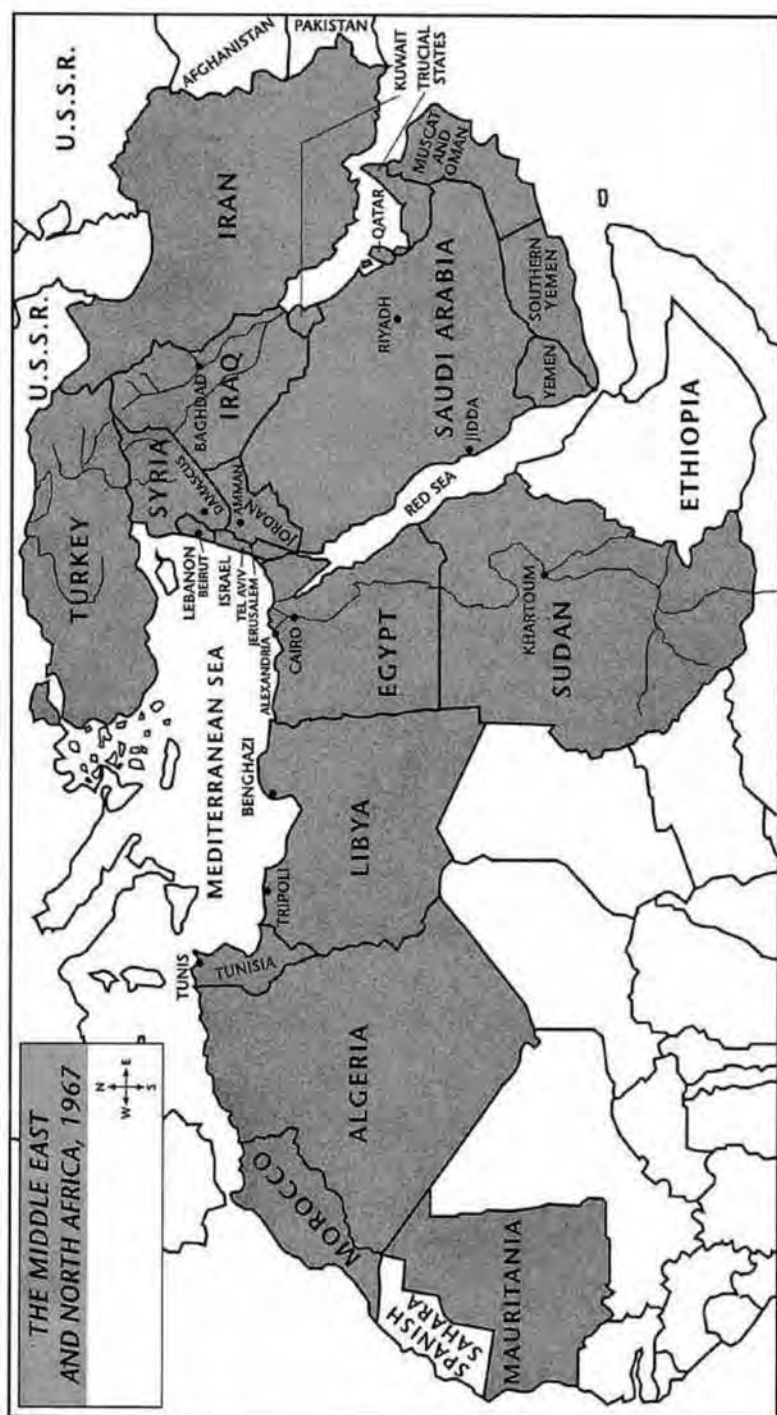 THE MIDDLE EAST
AND NORTH AFRICA, 1967
N
W E
S
U.S.S.R.
U.S.S.R.
AFGHANISTAN
PAKISTAN
KUWAIT
TRUCIAL
STATES
TURKEY
SYRIA
DAMASCUS
LEBANON
BEIRUT
ISRAEL
TEL AVIV
JERUSALEM
AMMAN
JORDAN
BAGHDAD
IRAQ
IRAN
QATAR
MUSCAT
AND
OMAN
RIYADH
SAUDI ARABIA
JIDDA
SOUTHERN
YEMEN
YEMEN
RED SEA
MEDITERRANEAN SEA
ALEXANDRIA
CAIRO
EGYPT
BENGHAZI
TRIPOLI
LIBYA
TUNIS
TUNISIA
ALGERIA
MOROCCO
SPANISH
SAHARA
MAURITANIA
KHARTOUM
SUDAN
ETHIOPIA